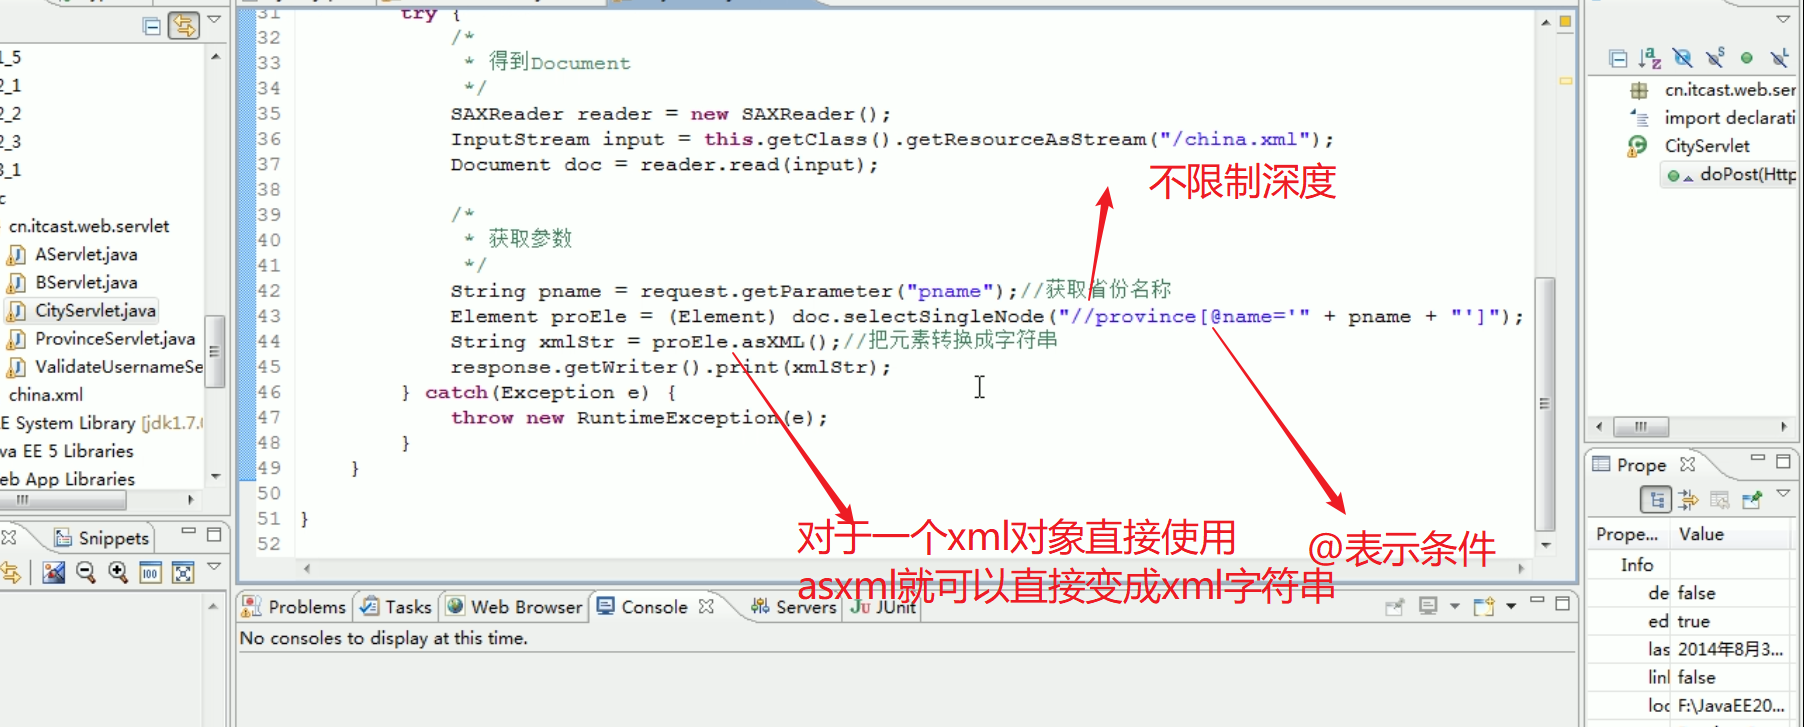 1_5
2_1
2_2
2_3
3_1
c
cn.itcast.web.servlet
AServlet.java
BServlet.java
CityServlet.java
ProvinceServlet.java
ValidateUsernameSe
china.xml
E System Library [jdk1.7.0
va EE 5 Libraries
eb App Libraries
Snippets
31 try {
32 /*
33 * 得到Document
34 */
35 SAXReader reader = new SAXReader();
36 InputStream input = this.getClass().getResourceAsStream("/china.xml");
37 Document doc = reader.read(input);
不限制深度
38
39 /*
40 * 获取参数
41 */
42 String pname = request.getParameter("pname");//获取省份名称
43 Element proEle = (Element) doc.selectSingleNode("//province[@name='" + pname + "']");
44 String xmlStr = proEle.asXML();//把元素转换成字符串
45 response.getWriter().print(xmlStr);
46 } catch(Exception e) {
47 throw new RuntimeException(e);
48 }
49 }
50
51 }
52
对于一个xml对象直接使用
asxml就可以直接变成xml字符串
@表示条件
Problems Tasks Web Browser Console Servers JUnit
No consoles to display at this time.
cn.itcast.web.ser
import declarati
CityServlet
doPost(Http
Prope
Prope... Value
Info
de false
ed true
las 2014年8月3...
linl false
loc F:\JavaEE20...